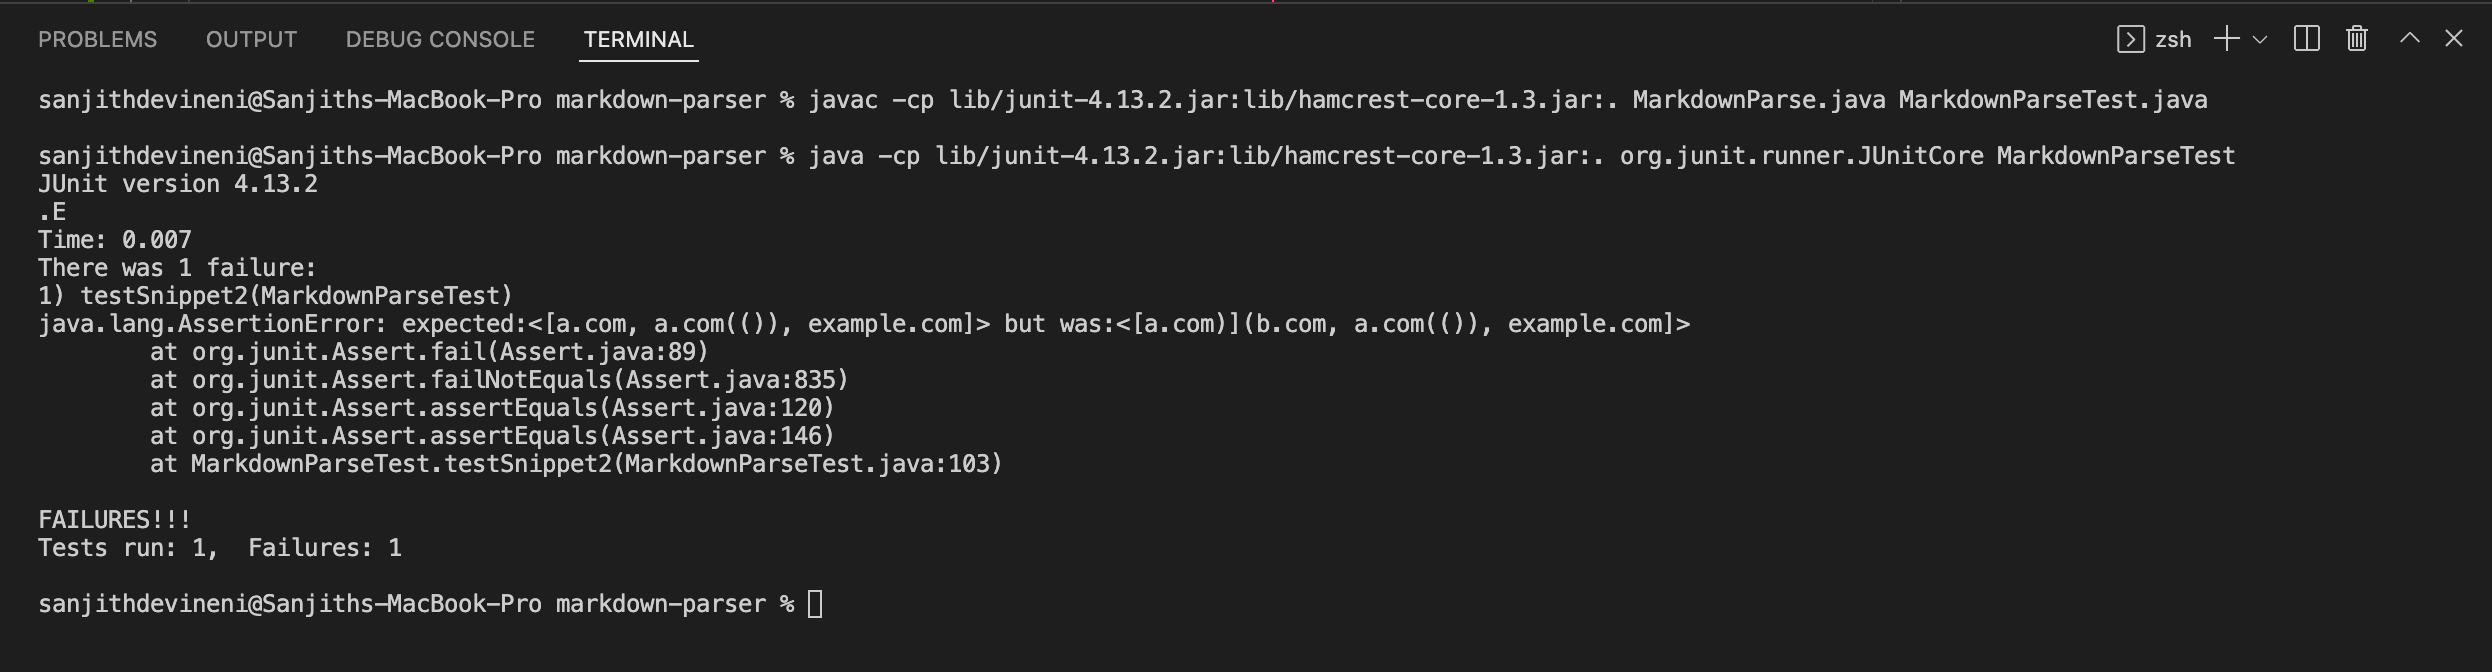 PROBLEMS OUTPUT DEBUG CONSOLE TERMINAL zsh
sanjithdevineni@Sanjiths-MacBook-Pro markdown-parser % javac -cp lib/junit-4.13.2.jar:lib/hamcrest-core-1.3.jar:. MarkdownParse.java MarkdownParseTest.java
sanjithdevineni@Sanjiths-MacBook-Pro markdown-parser % java -cp lib/junit-4.13.2.jar:lib/hamcrest-core-1.3.jar:. org.junit.runner.JUnitCore MarkdownParseTest
JUnit version 4.13.2
.E
Time: 0.007
There was 1 failure:
1) testSnippet2(MarkdownParseTest)
java.lang.AssertionError: expected:<[a.com, a.com(()), example.com]> but was:<[a.com)](b.com, a.com(()), example.com]>
at org.junit.Assert.fail(Assert.java:89)
at org.junit.Assert.failNotEquals(Assert.java:835)
at org.junit.Assert.assertEquals(Assert.java:120)
at org.junit.Assert.assertEquals(Assert.java:146)
at MarkdownParseTest.testSnippet2(MarkdownParseTest.java:103)
FAILURES!!!
Tests run: 1,  Failures: 1
sanjithdevineni@Sanjiths-MacBook-Pro markdown-parser %